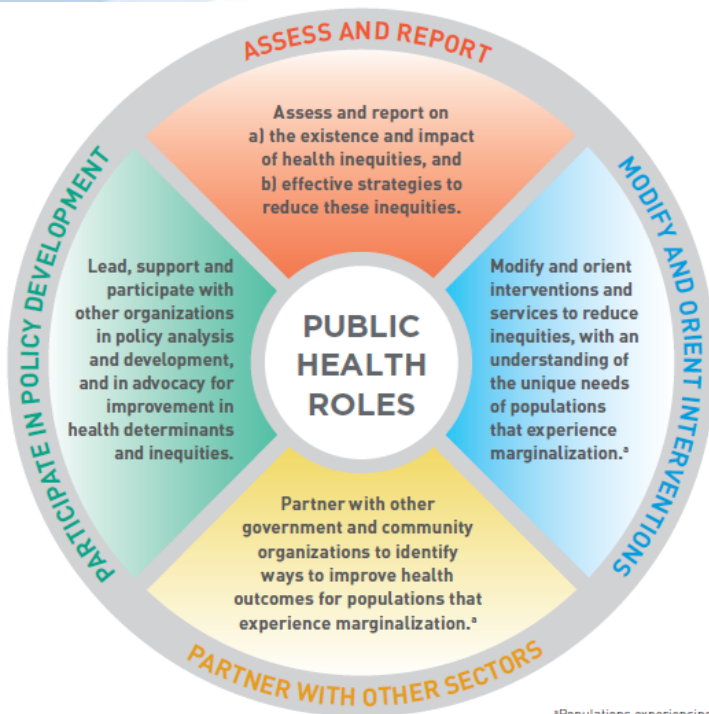 ASSESS AND REPORT
Assess and report on
a) the existence and impact
of health inequities, and
b) effective strategies to
reduce these inequities.
MODIFY AND ORIENT INTERVENTIONS
Modify and orient
interventions and
services to reduce
inequities, with an
understanding of
the unique needs
of populations
that experience
marginalization.ª
PARTNER WITH OTHER SECTORS
Partner with other
government and community
organizations to identify
ways to improve health
outcomes for populations that
experience marginalization.ª
PARTICIPATE IN POLICY DEVELOPMENT
Lead, support and
participate with
other organizations
in policy analysis
and development,
and in advocacy for
improvement in
health determinants
and inequities.
PUBLIC
HEALTH
ROLES